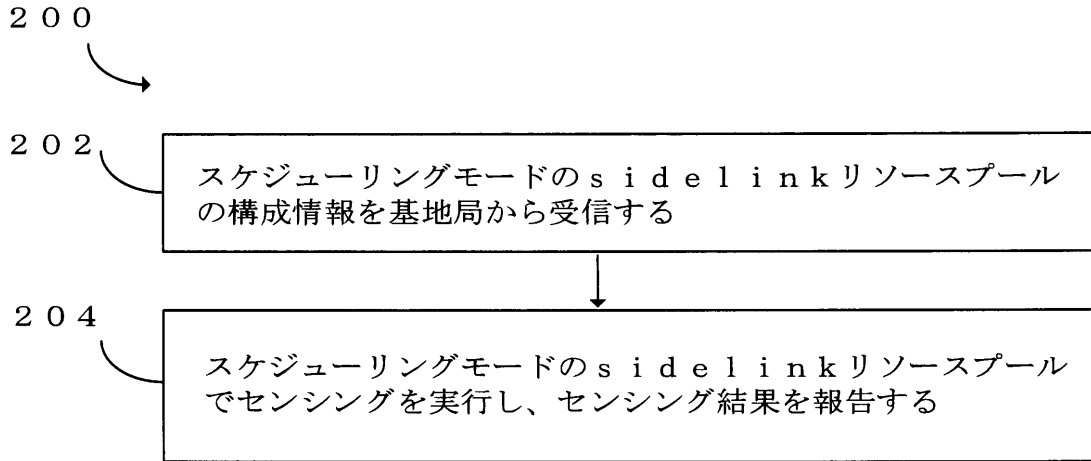 ２００
２０２
スケジューリングモードのｓｉｄｅｌｉｎｋリソースプール
の構成情報を基地局から受信する
２０４
スケジューリングモードのｓｉｄｅｌｉｎｋリソースプール
でセンシングを実行し、センシング結果を報告する